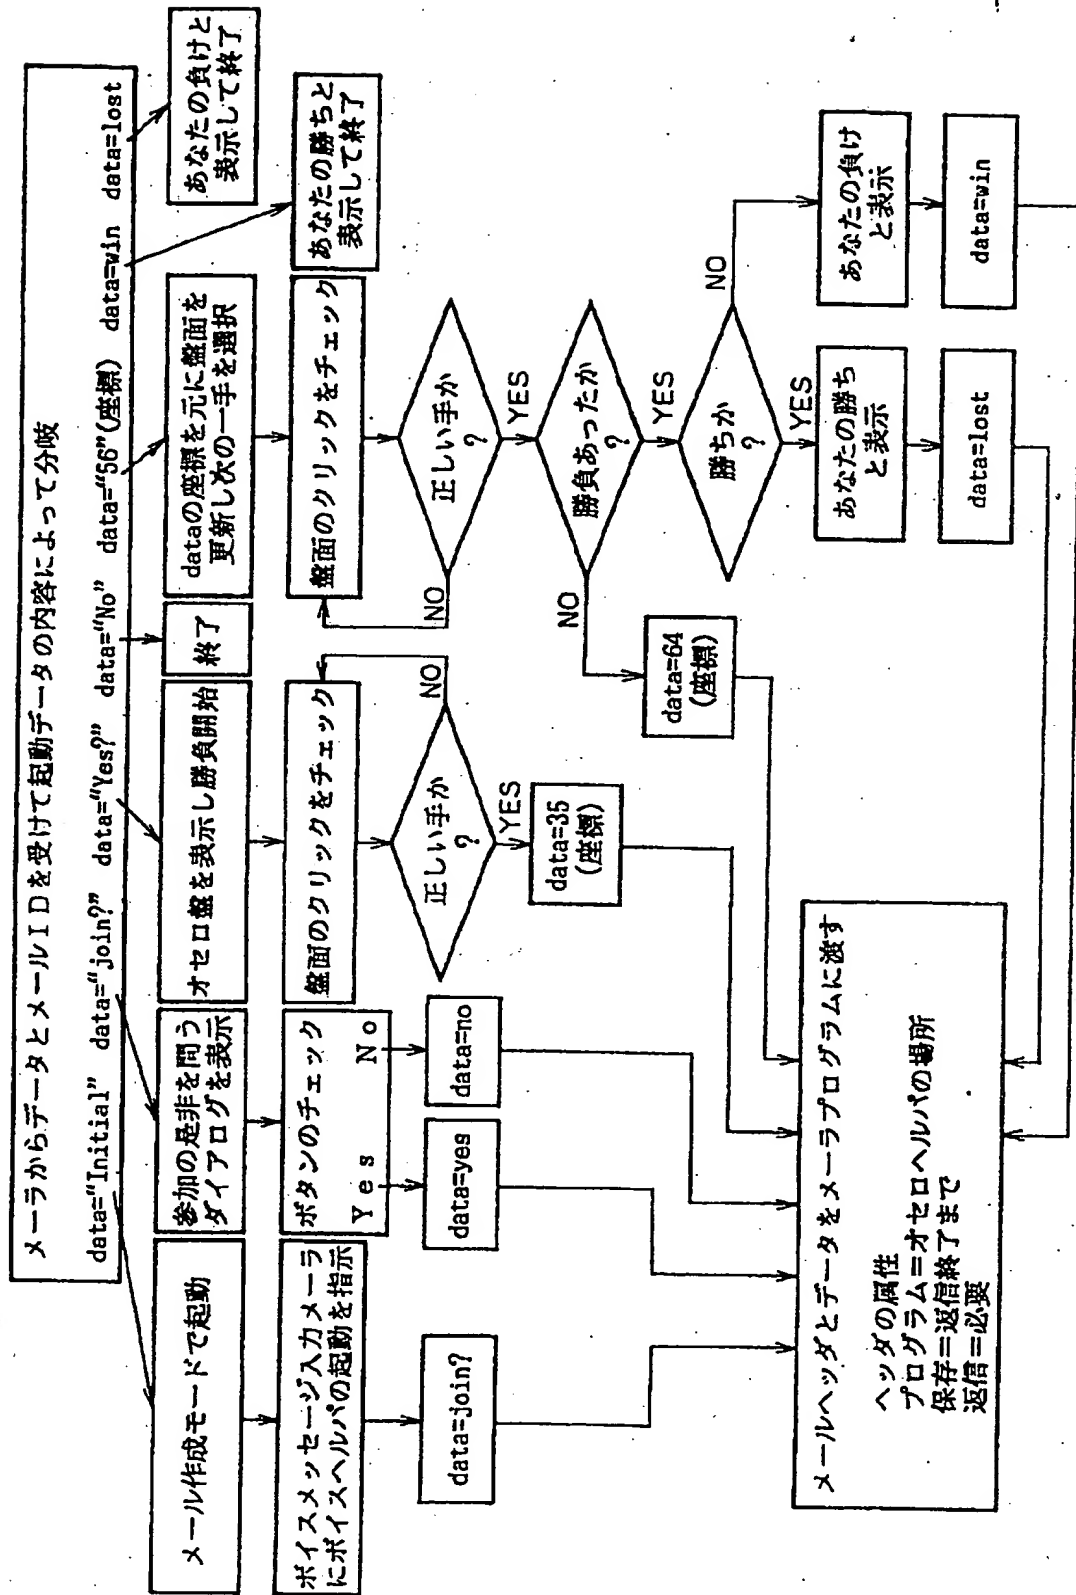 メーラからデータとメールIDを受けて起動データの内容によって分岐
data="Initial" data="join?" data="Yes?" data="No" data="56"(座標) data=win data=lost
メール作成モードで起動
参加の是非を問う
ダイアログを表示
オセロ盤を表示し勝負開始
終了
dataの座標を元に盤面を
更新し次の一手を選択
あなたの負けと
表示して終了
ボイスメッセージ入力メーラ
にボイスヘルパの起動を指示
ボタンのチェック
Yes No
盤面のクリックをチェック
盤面のクリックをチェック
あなたの勝ちと
表示して終了
data=join?
data=yes
data=no
正しい手か
?
NO
YES
data=35
(座標)
正しい手か
?
NO
YES
勝負あったか
?
NO
YES
data=64
(座標)
勝ちか
?
NO
YES
あなたの勝ち
と表示
あなたの負け
と表示
data=lost
data=win
メールヘッダとデータをメーラプログラムに渡す
ヘッダの属性
プログラム=オセロヘルパの場所
保存=返信終了まで
返信=必要